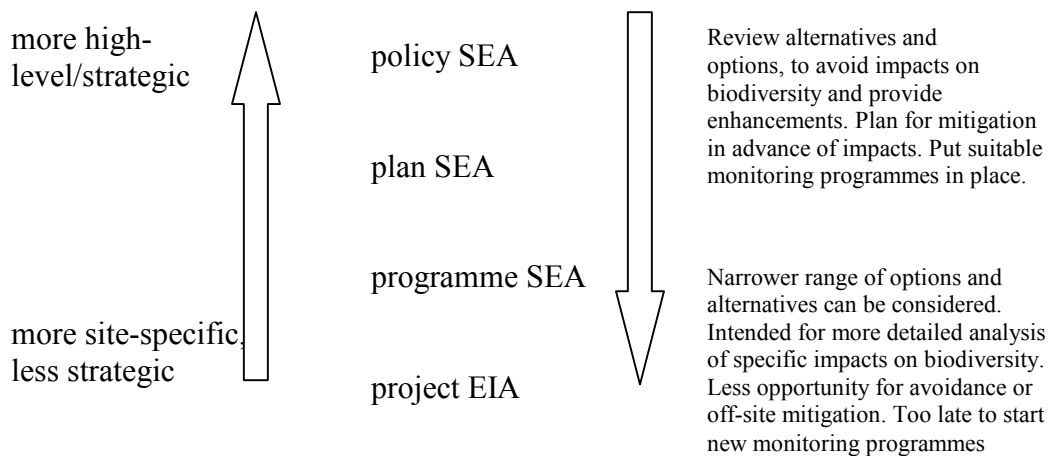 more high-
level/strategic
more site-specific,
less strategic
policy SEA
plan SEA
programme SEA
project EIA
Review alternatives and
options, to avoid impacts on
biodiversity and provide
enhancements. Plan for mitigation
in advance of impacts. Put suitable
monitoring programmes in place.
Narrower range of options and
alternatives can be considered.
Intended for more detailed analysis
of specific impacts on biodiversity.
Less opportunity for avoidance or
off-site mitigation. Too late to start
new monitoring programmes